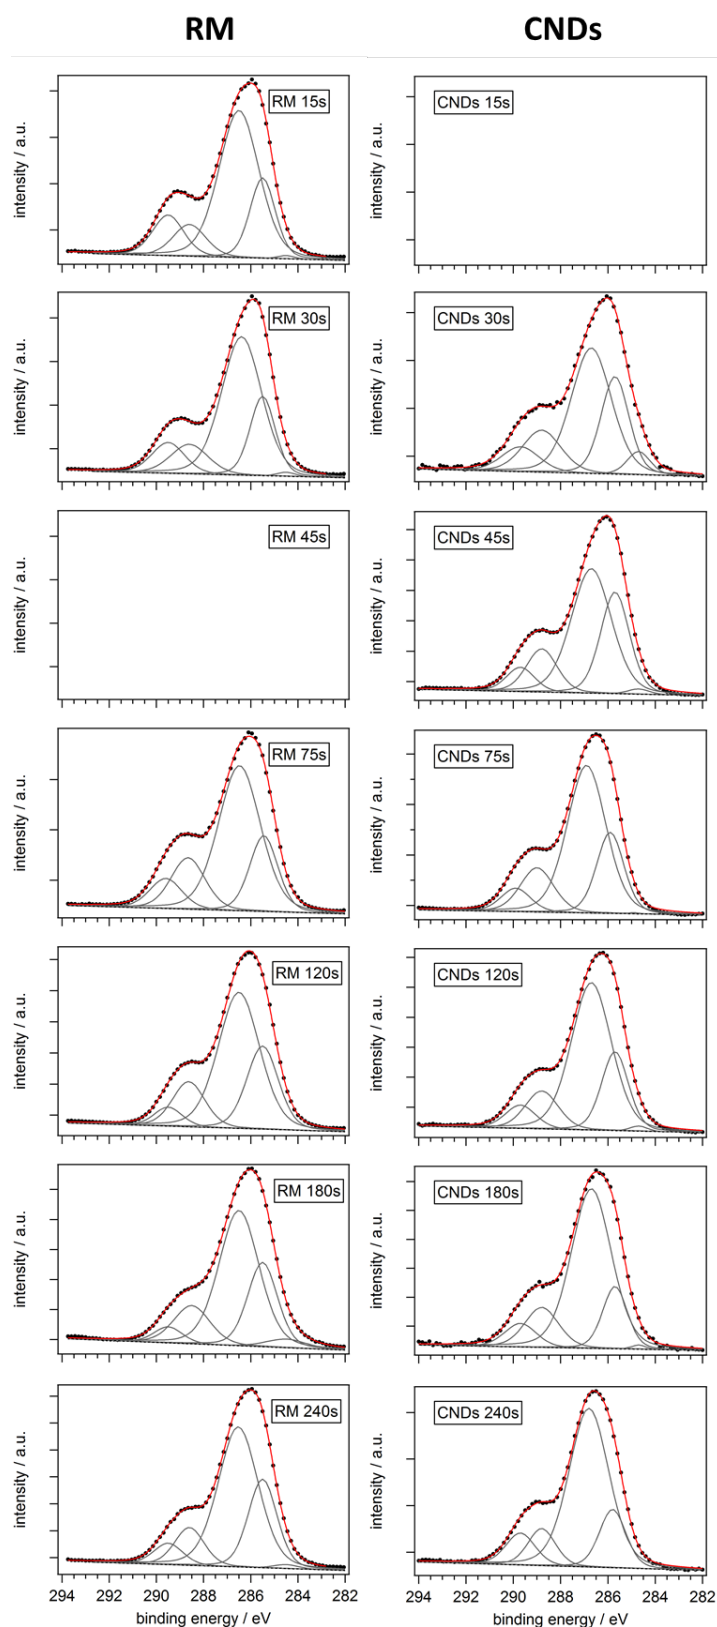 RM CNDs
intensity / a.u. RM 15s intensity / a.u. CNDs 15s
intensity / a.u. RM 30s intensity / a.u. CNDs 30s
intensity / a.u. RM 45s intensity / a.u. CNDs 45s
intensity / a.u. RM 75s intensity / a.u. CNDs 75s
intensity / a.u. RM 120s intensity / a.u. CNDs 120s
intensity / a.u. RM 180s intensity / a.u. CNDs 180s
intensity / a.u. RM 240s intensity / a.u. CNDs 240s
294 292 290 288 286 284 282 294 292 290 288 286 284 282
binding energy / eV binding energy / eV